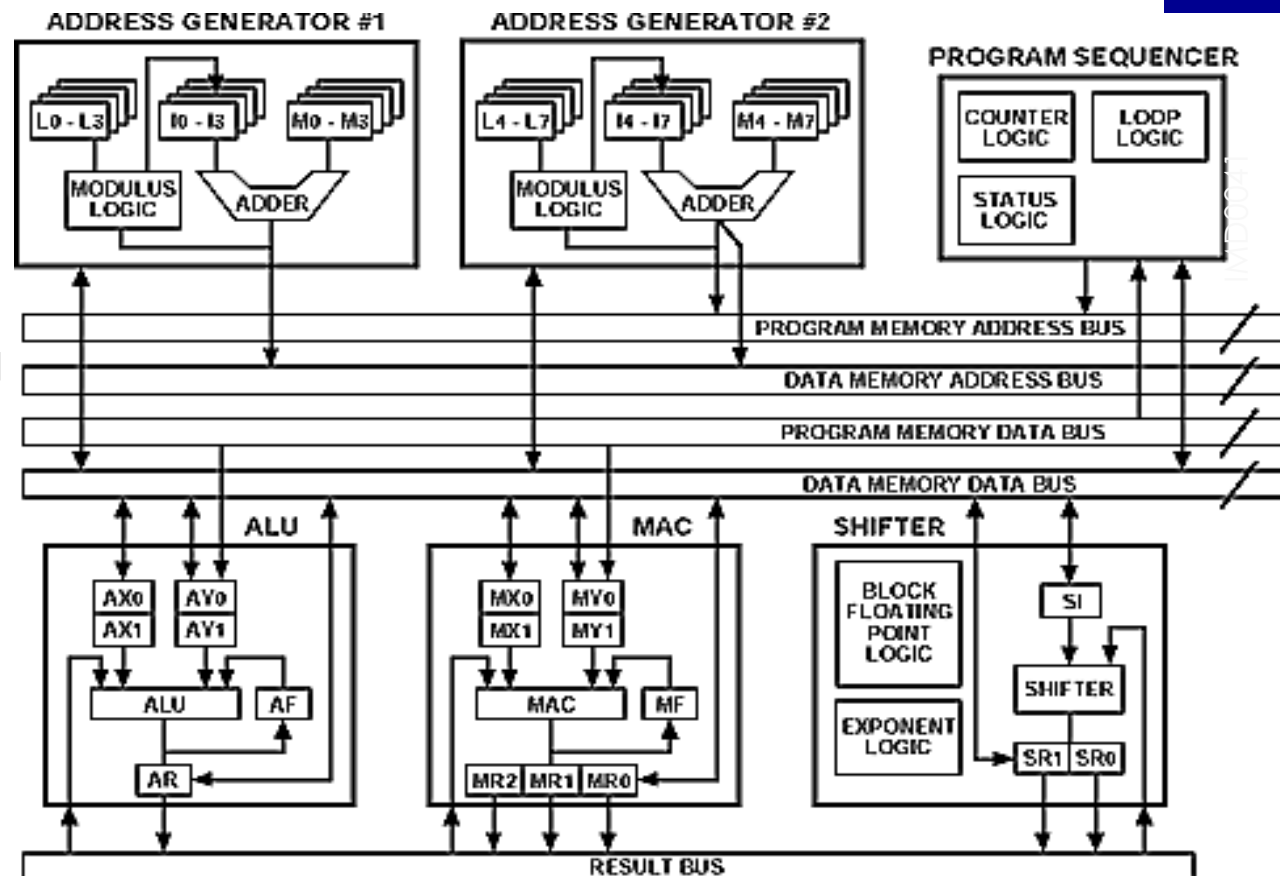 ADDRESS GENERATOR #1
ADDRESS GENERATOR #2
PROGRAM SEQUENCER
L0 - L3
I0 - I3
M0 - M3
MODULUS
LOGIC
ADDER
L4 - L7
I4 - I7
M4 - M7
MODULUS
LOGIC
ADDER
COUNTER
LOGIC
LOOP
LOGIC
STATUS
LOGIC
IMD0041
PROGRAM MEMORY ADDRESS BUS
DATA MEMORY ADDRESS BUS
PROGRAM MEMORY DATA BUS
DATA MEMORY DATA BUS
ALU
AX0
AX1
AY0
AY1
ALU
AF
AR
MAC
MX0
MX1
MY0
MY1
MAC
MF
MR2
MR1
MR0
SHIFTER
BLOCK
FLOATING
POINT
LOGIC
EXPONENT
LOGIC
SI
SHIFTER
SR1
SR0
RESULT BUS